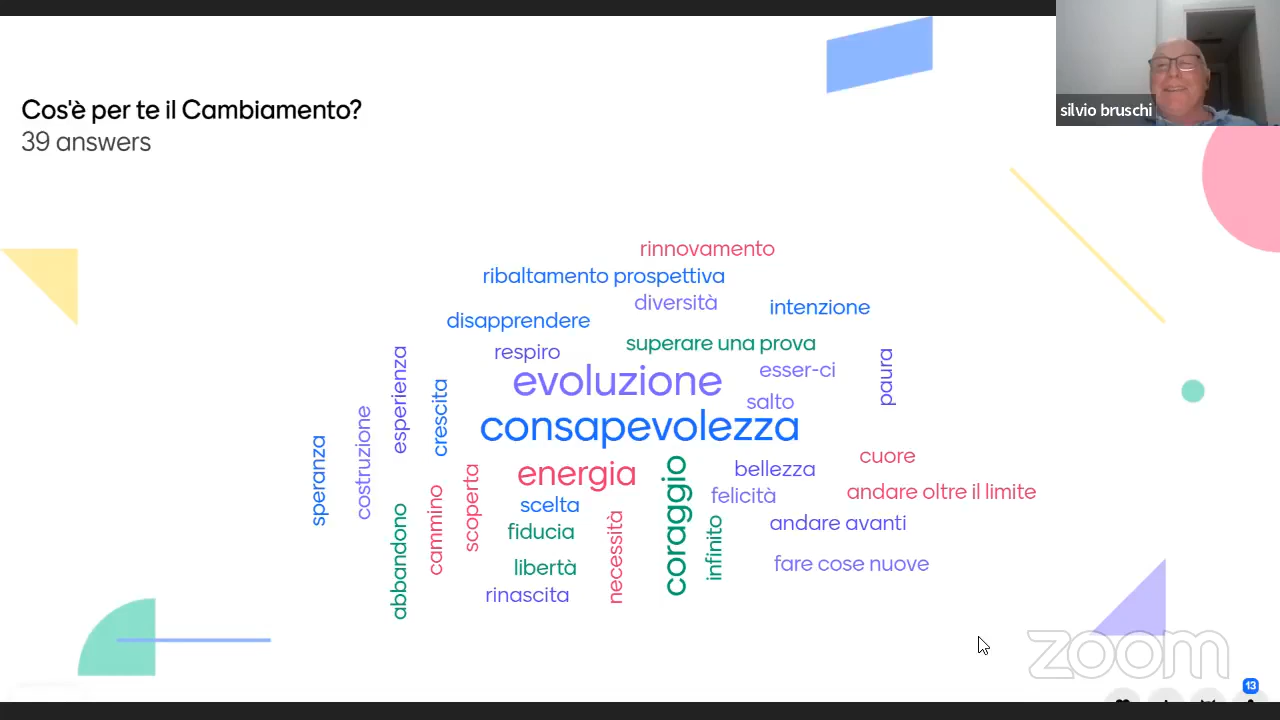 Cos'è per te il Cambiamento?
39 answers
silvio bruschi
rinnovamento
ribaltamento prospettiva
diversità
intenzione
disapprendere
superare una prova
respiro
esser-ci
paura
evoluzione
salto
esperienza
crescita
consapevolezza
costruzione
speranza
energia
coraggio
bellezza
cuore
felicità
andare oltre il limite
scoperta
cammino
abbandono
scelta
fiducia
necessità
infinito
andare avanti
libertà
fare cose nuove
rinascita
zoom
13